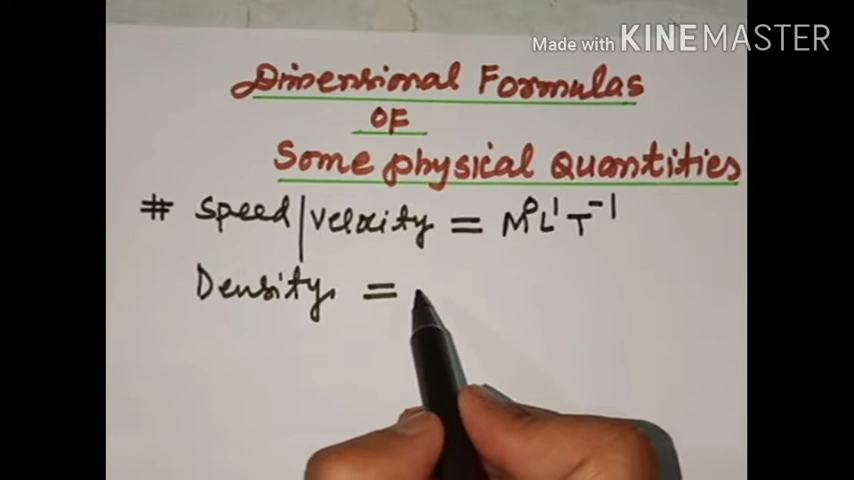 Made with KINEMASTER
Dimensional Formulas
OF
Some physical Quantities
# Speed|Velocity = M⁰L¹T⁻¹
Density =